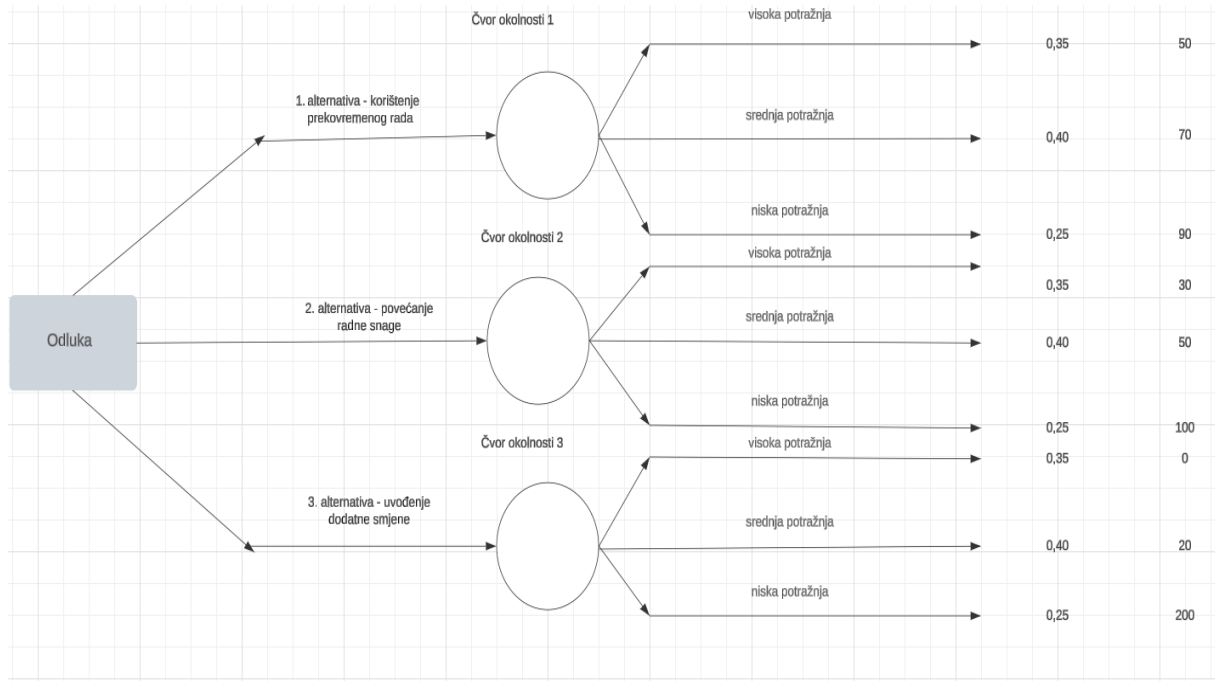 Čvor okolnosti 1
visoka potražnja
0,35 50
1. alternativa - korištenje
prekovremenog rada
srednja potražnja
0,40 70
niska potražnja
0,25 90
Čvor okolnosti 2
visoka potražnja
0,35 30
2. alternativa - povećanje
radne snage
srednja potražnja
Odluka
0,40 50
niska potražnja
0,25 100
Čvor okolnosti 3
visoka potražnja
0,35 0
3. alternativa - uvođenje
dodatne smjene
srednja potražnja
0,40 20
niska potražnja
0,25 200